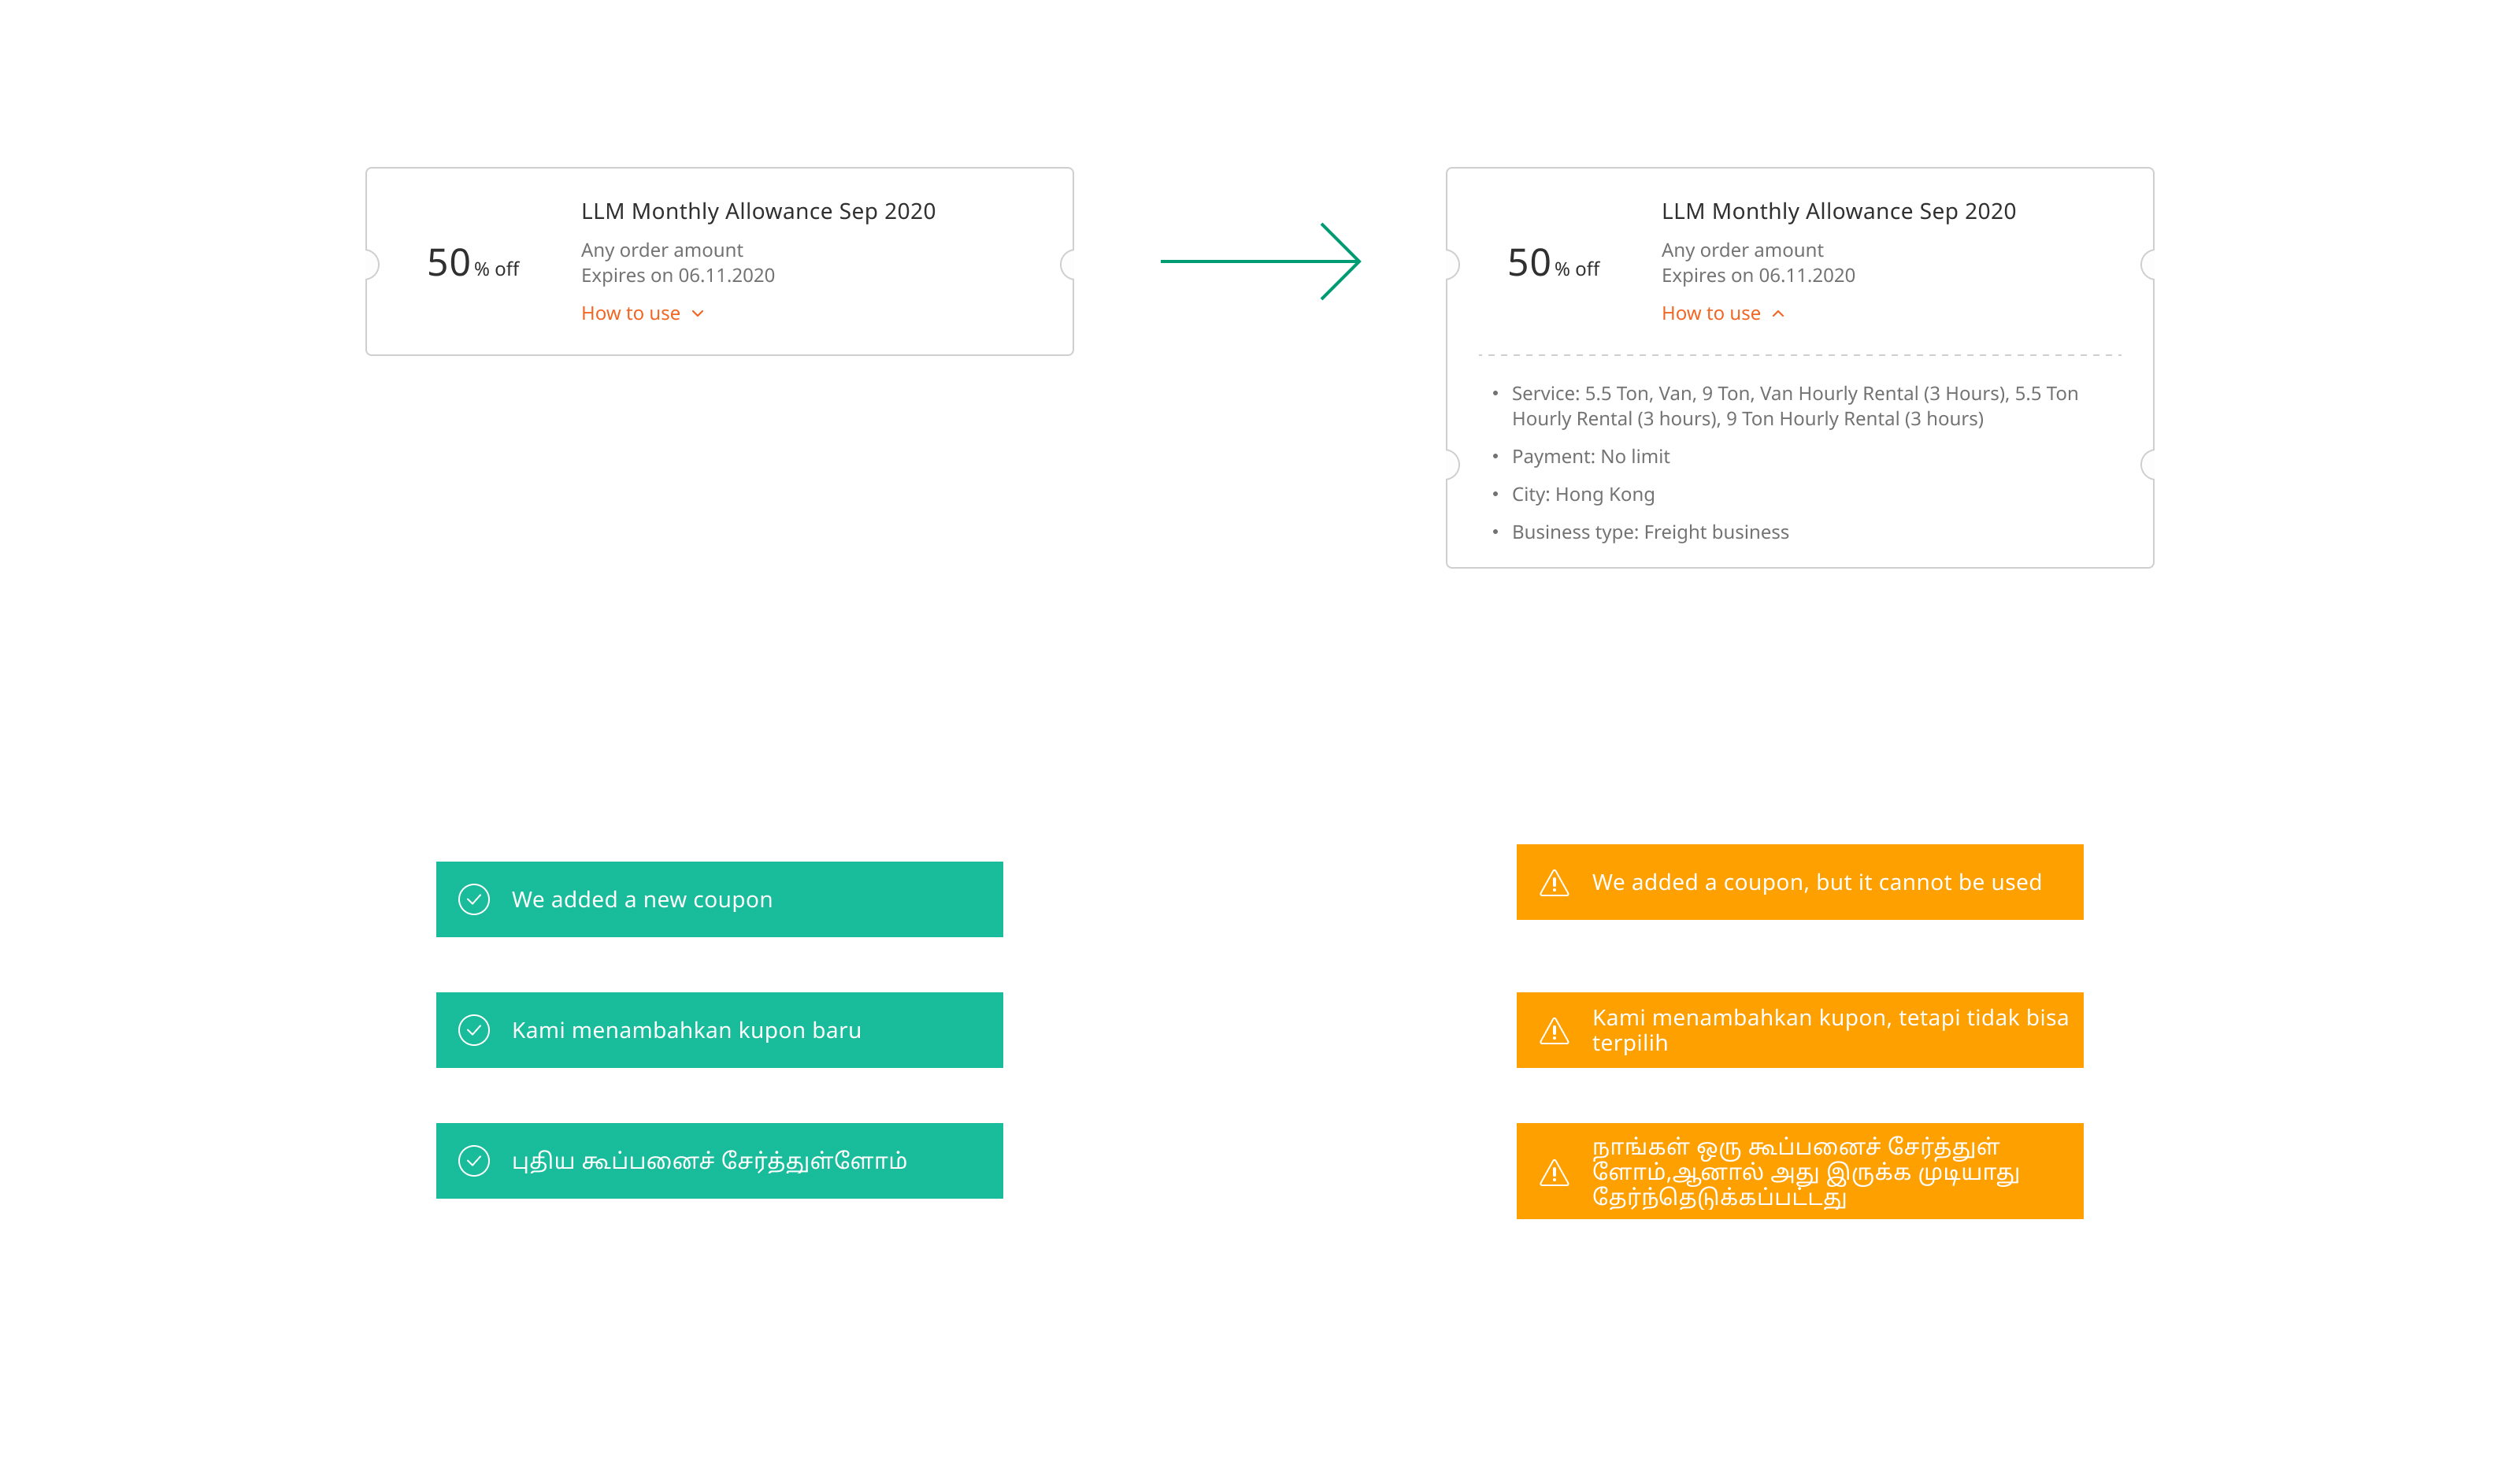 LLM Monthly Allowance Sep 2020
50 % off
Any order amount
Expires on 06.11.2020
How to use
LLM Monthly Allowance Sep 2020
50 % off
Any order amount
Expires on 06.11.2020
How to use
• Service: 5.5 Ton, Van, 9 Ton, Van Hourly Rental (3 Hours), 5.5 Ton
Hourly Rental (3 hours), 9 Ton Hourly Rental (3 hours)
• Payment: No limit
• City: Hong Kong
• Business type: Freight business
We added a new coupon
Kami menambahkan kupon baru
புதிய கூப்பனைச் சேர்த்துள்ளோம்
We added a coupon, but it cannot be used
Kami menambahkan kupon, tetapi tidak bisa
terpilih
நாங்கள் ஒரு கூப்பனைச் சேர்த்துள்
ளோம்,ஆனால் அது இருக்க முடியாது
தேர்ந்தெடுக்கப்பட்டது